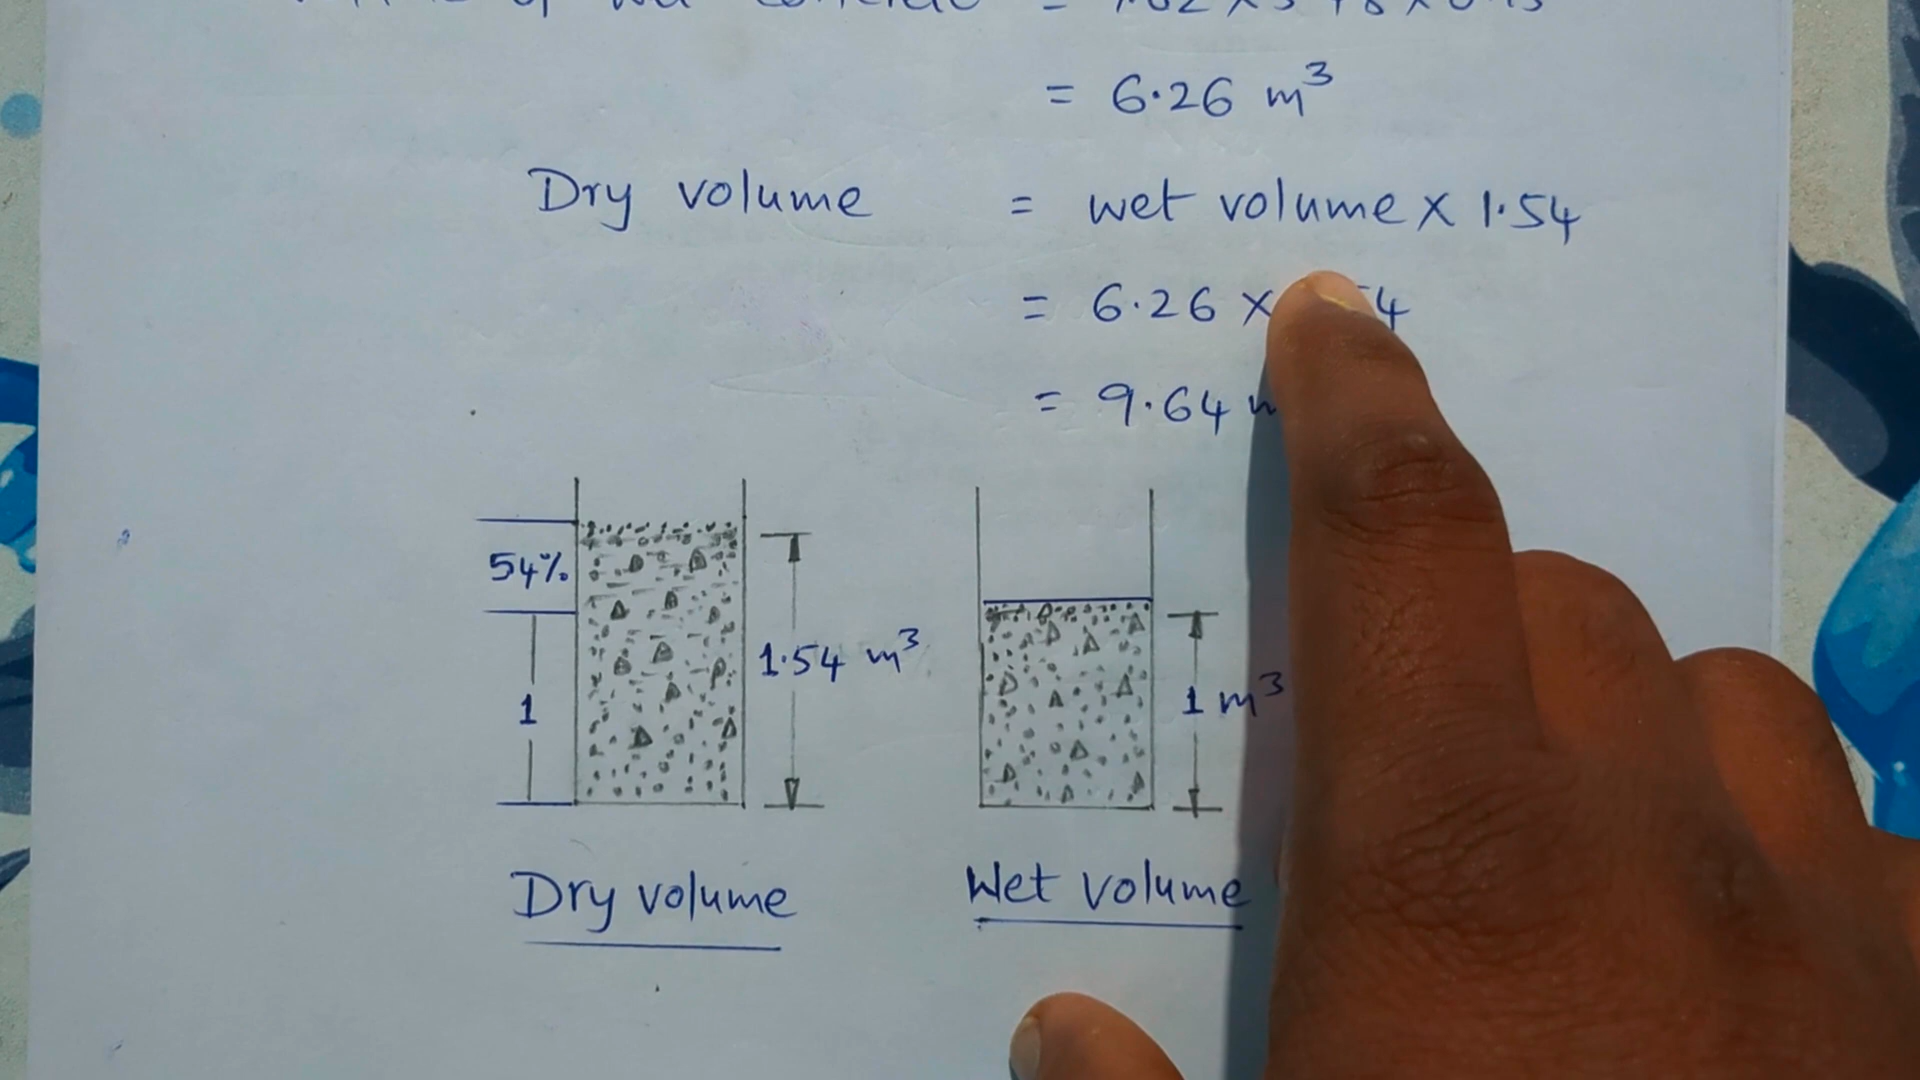 = 6.26 m³
Dry volume = wet volume × 1.54
= 6.26 ×
= 9.64
54%
1
1.54 m³
1 m³
Dry volume
Wet volume